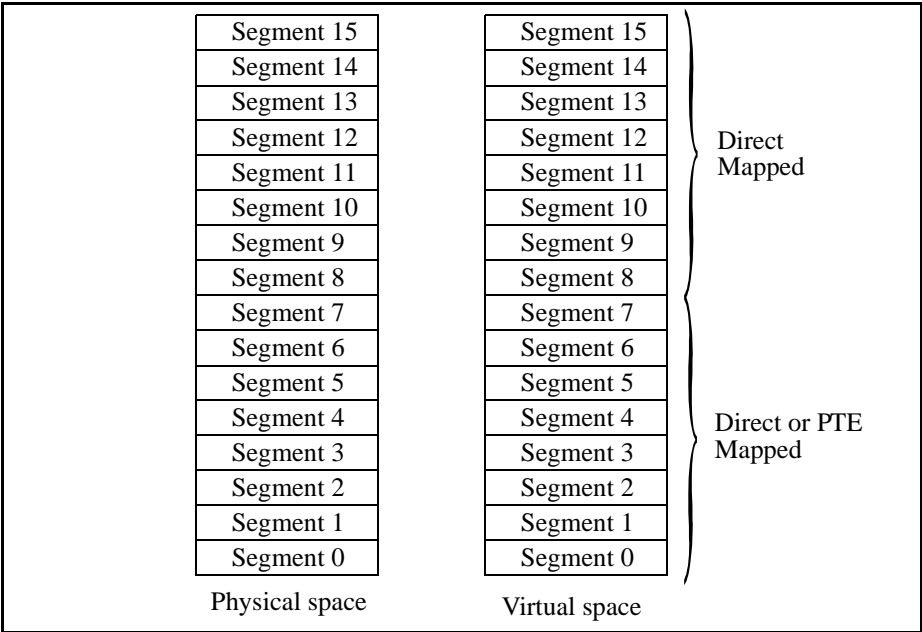 Segment 15
Segment 14
Segment 13
Segment 12
Segment 11
Segment 10
Segment 9
Segment 8
Segment 7
Segment 6
Segment 5
Segment 4
Segment 3
Segment 2
Segment 1
Segment 0
Physical space
Segment 15
Segment 14
Segment 13
Segment 12
Segment 11
Segment 10
Segment 9
Segment 8
Segment 7
Segment 6
Segment 5
Segment 4
Segment 3
Segment 2
Segment 1
Segment 0
Virtual space
Direct
Mapped
Direct or PTE
Mapped